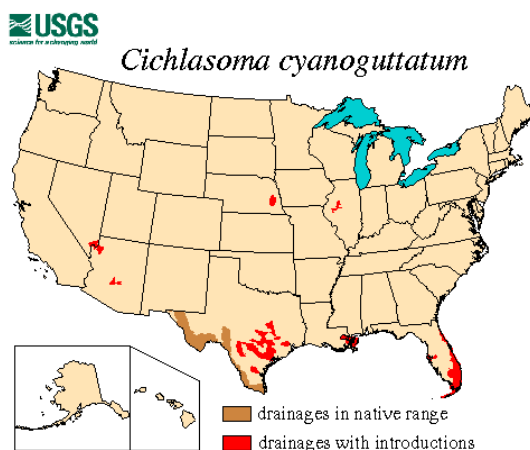 USGS
science for a changing world
Cichlasoma cyanoguttatum
drainages in native range
drainages with introductions